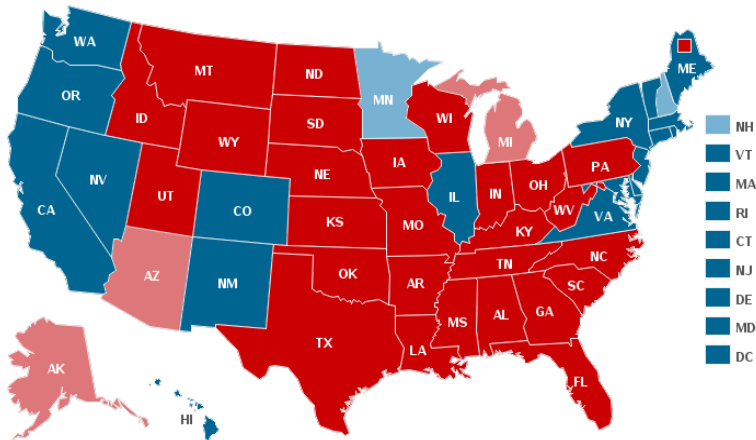 WA
MT
ND
MN
ME
OR
ID
SD
WI
MI
NY
WY
NH
VT
MA
RI
CT
NJ
DE
MD
DC
IA
NE
PA
NV
UT
CO
IL
IN
OH
WV
VA
CA
KS
MO
KY
AZ
NM
OK
AR
TN
NC
SC
TX
LA
MS
AL
GA
FL
AK
HI